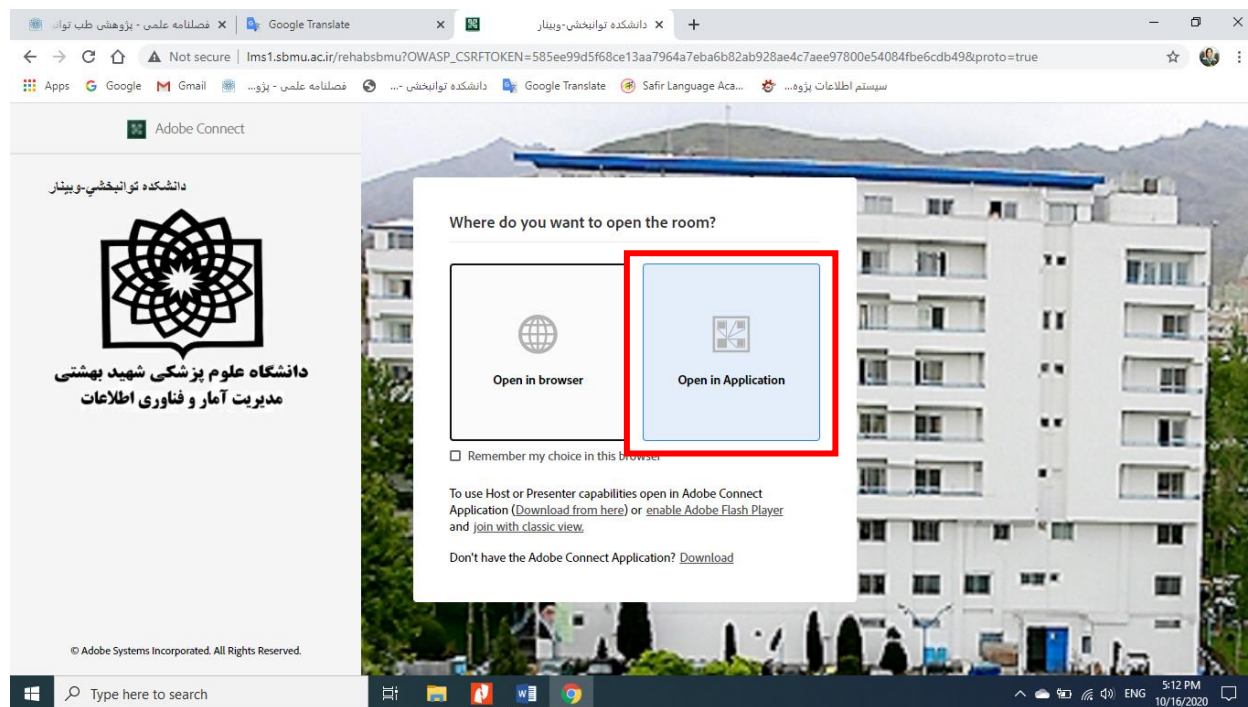 فصلنامه علمی - پژوهشی طب توان
Google Translate
دانشکده توانبخشی-وبینار
Not secure | lms1.sbmu.ac.ir/rehabsbmu?OWASP_CSRFTOKEN=585ee99d5f68ce13aa7964a7eba6b82ab928ae4c7aee97800e54084fbe6cdb49&proto=true
Apps Google Gmail فصلنامه علمی - پژو... دانشکده توانبخشی -... Google Translate Safir Language Aca... سیستم اطلاعات پژوه...
Adobe Connect
دانشکده توانبخشي-وبينار
دانشگاه علوم پزشکی شهید بهشتی
مدیریت آمار و فناوری اطلاعات
© Adobe Systems Incorporated. All Rights Reserved.
Where do you want to open the room?
Open in browser
Open in Application
Remember my choice in this browser
To use Host or Presenter capabilities open in Adobe Connect
Application (Download from here) or enable Adobe Flash Player
and join with classic view.
Don't have the Adobe Connect Application? Download
Type here to search
ENG
5:12 PM
10/16/2020